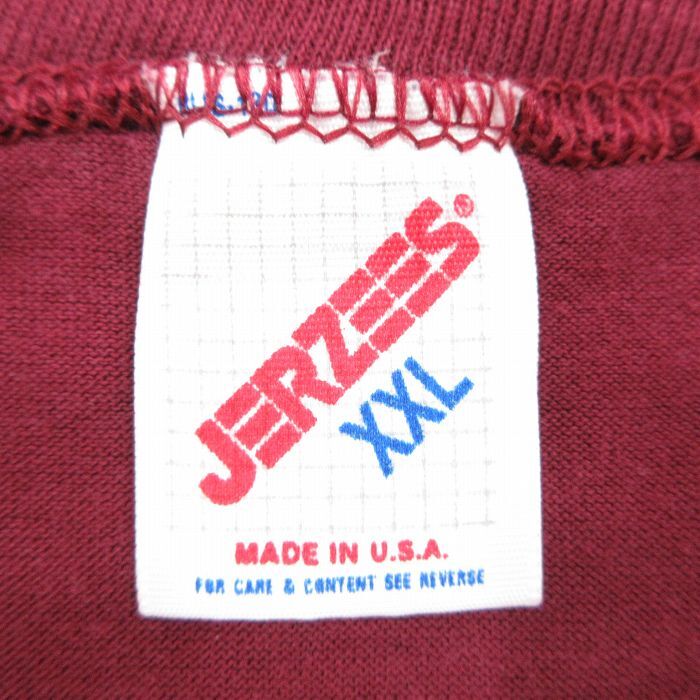 JERZEES®
XXL
MADE IN U.S.A.
FOR CARE & CONTENT SEE REVERSE